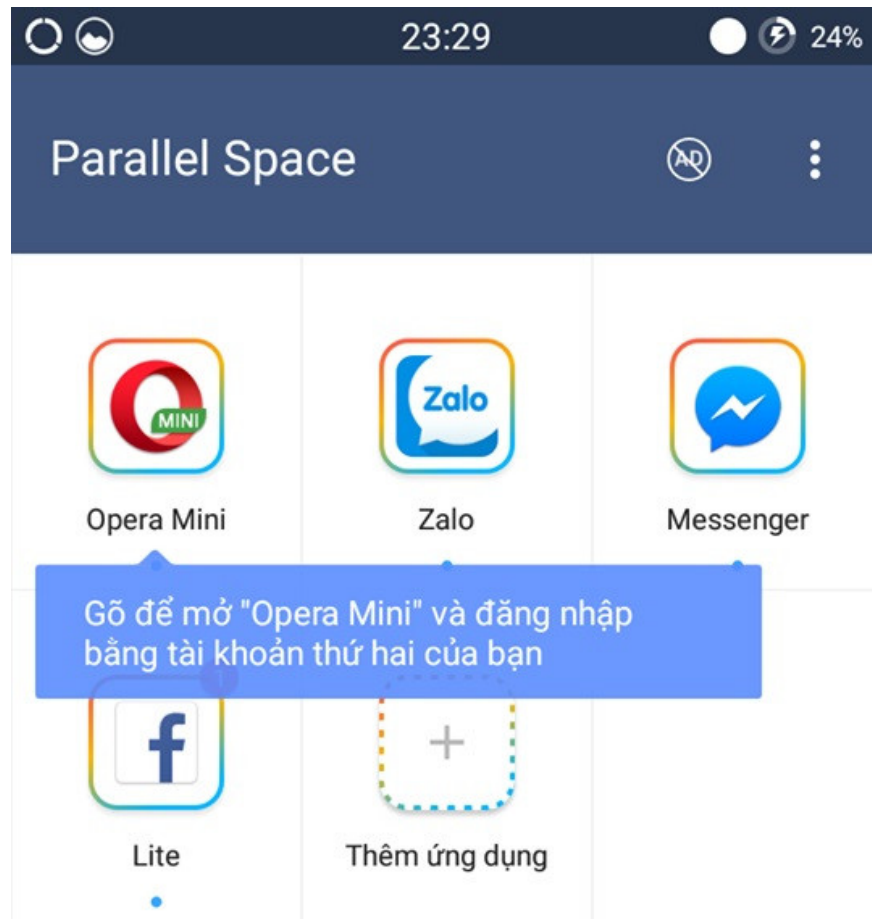 23:29
24%
Parallel Space
AD
MINI
Zalo
Opera Mini
Zalo
Messenger
Gõ để mở "Opera Mini" và đăng nhập
bằng tài khoản thứ hai của bạn
1
f
+
Lite
Thêm ứng dụng